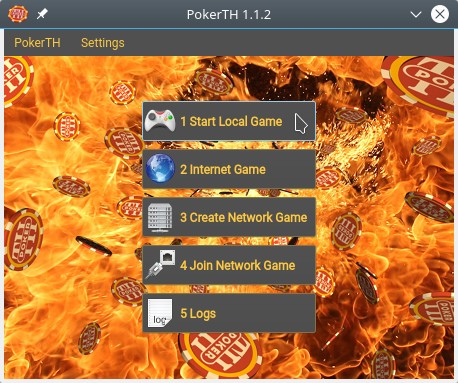 PokerTH 1.1.2
PokerTH Settings
1 Start Local Game
2 Internet Game
3 Create Network Game
4 Join Network Game
log
5 Logs
POKER